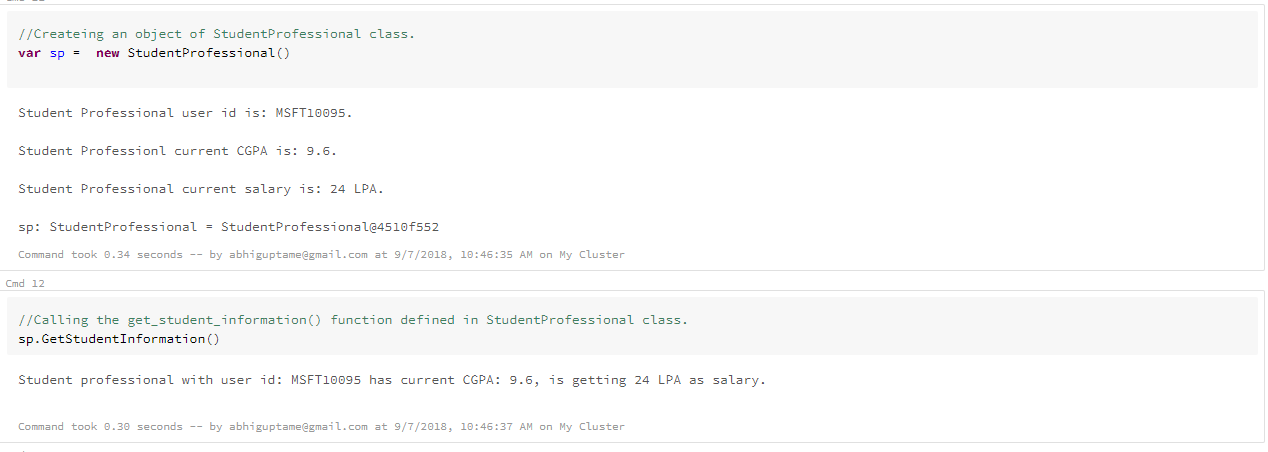 //Createing an object of StudentProfessional class.
var sp =  new StudentProfessional()
Student Professional user id is: MSFT10095.
Student Professionl current CGPA is: 9.6.
Student Professional current salary is: 24 LPA.
sp: StudentProfessional = StudentProfessional@4510f552
Command took 0.34 seconds -- by abhiguptame@gmail.com at 9/7/2018, 10:46:35 AM on My Cluster
Cmd 12
//Calling the get_student_information() function defined in StudentProfessional class.
sp.GetStudentInformation()
Student professional with user id: MSFT10095 has current CGPA: 9.6, is getting 24 LPA as salary.
Command took 0.30 seconds -- by abhiguptame@gmail.com at 9/7/2018, 10:46:37 AM on My Cluster